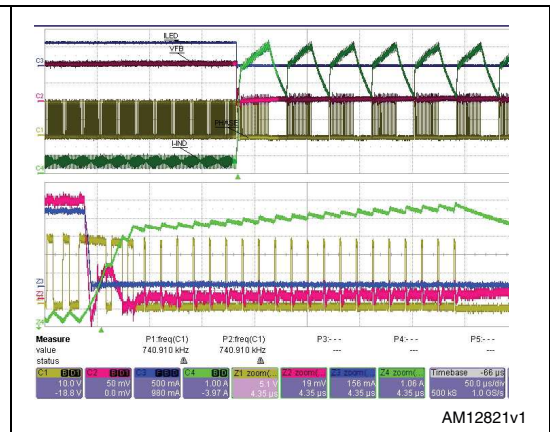 ILED
VFB
C3
C2
C1
PHASE
I-IND
C4
Measure P1:freq(C1) P2:freq(C1) P3:- - - P4:- - - P5:- - -
value 740.910 kHz 740.910 kHz --- --- ---
status
C1 C2 C3 C4 Z1 zoom(... Z2 zoom(... Z3 zoom(... Z4 zoom(... Timebase -66 µs
10.0 V 50 mV 500 mA 1.00 A 5.1 V 19 mV 156 mA 1.06 A 50.0 µs/div
-18.8 V 0.0 mV 980 mA -3.97 A 4.35 µs 4.35 µs 4.35 µs 4.35 µs 500 kS 1.0 GS/s
AM12821v1